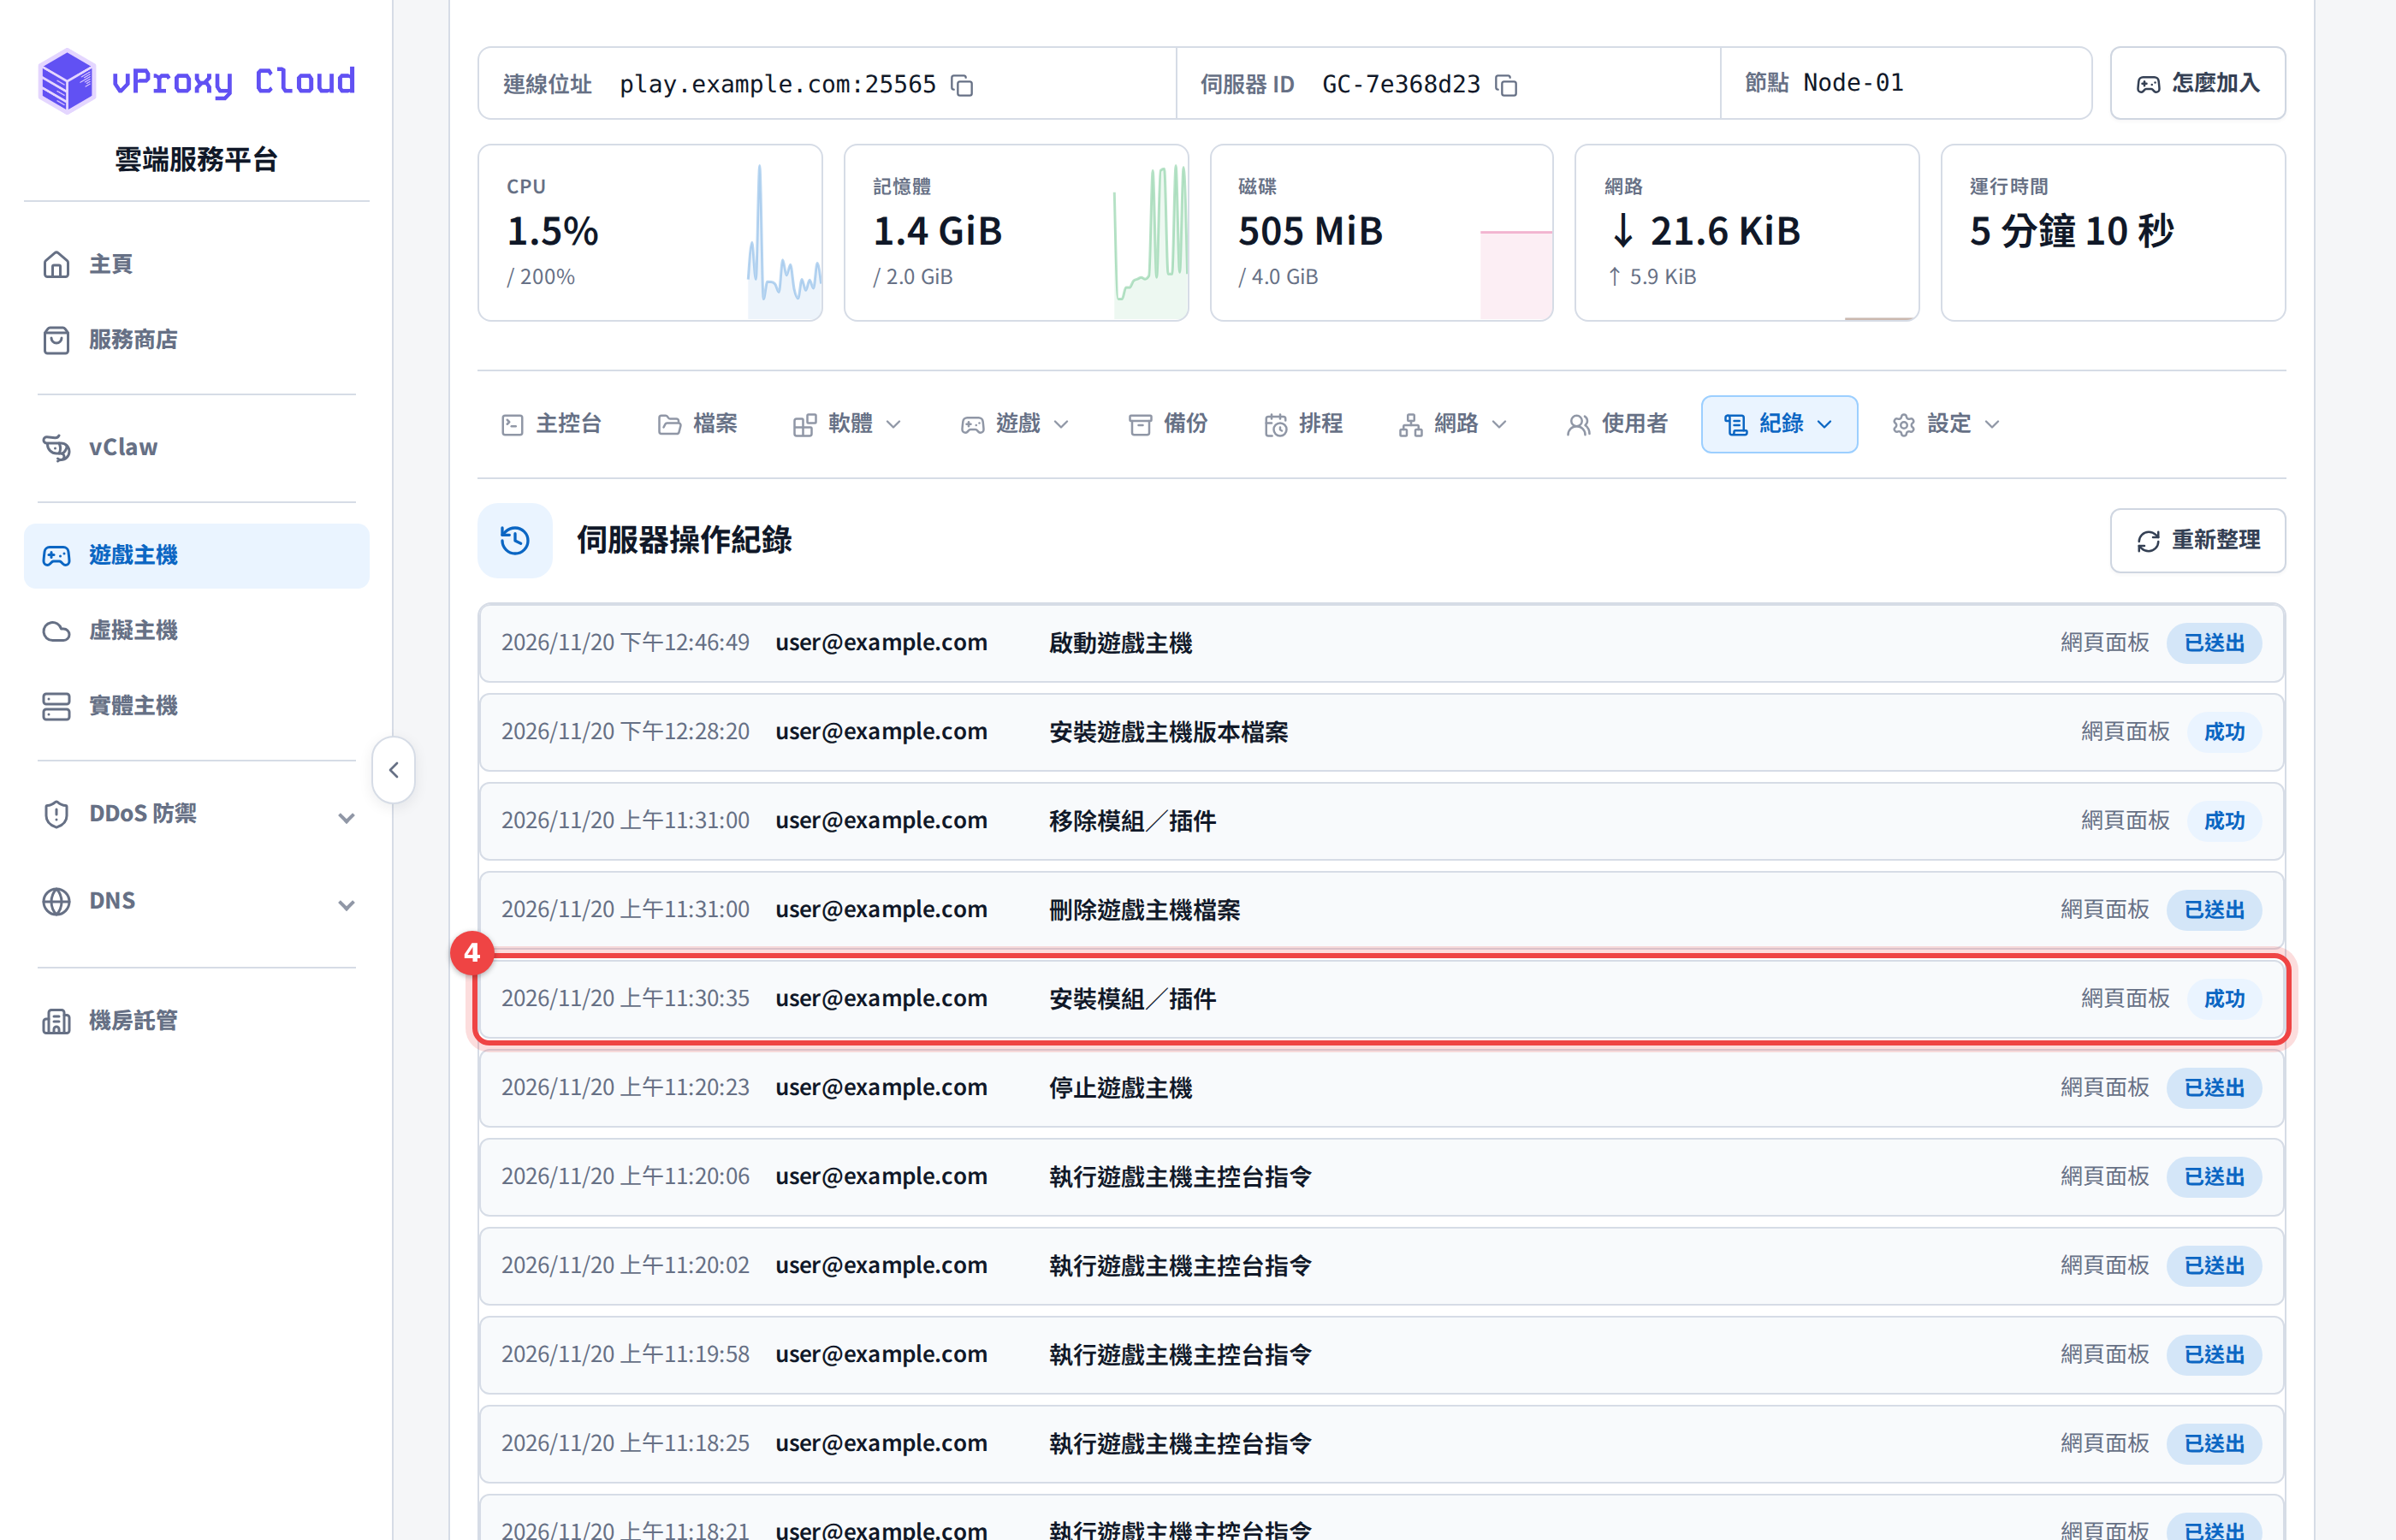 vProxy Cloud
雲端服務平台
主頁
服務商店
vClaw
遊戲主機
虛擬主機
實體主機
DDoS 防禦
DNS
機房託管
連線位址 play.example.com:25565
伺服器 ID GC-7e368d23
節點 Node-01
怎麼加入
CPU
1.5%
/ 200%
記憶體
1.4 GiB
/ 2.0 GiB
磁碟
505 MiB
/ 4.0 GiB
網路
↓ 21.6 KiB
↑ 5.9 KiB
運行時間
5 分鐘 10 秒
主控台 檔案 軟體 遊戲 備份 排程 網路 使用者 紀錄 設定
伺服器操作紀錄
重新整理
2026/11/20 下午12:46:49 user@example.com 啟動遊戲主機 網頁面板 已送出
2026/11/20 下午12:28:20 user@example.com 安裝遊戲主機版本檔案 網頁面板 成功
2026/11/20 上午11:31:00 user@example.com 移除模組／插件 網頁面板 成功
2026/11/20 上午11:31:00 user@example.com 刪除遊戲主機檔案 網頁面板 已送出
4
2026/11/20 上午11:30:35 user@example.com 安裝模組／插件 網頁面板 成功
2026/11/20 上午11:20:23 user@example.com 停止遊戲主機 網頁面板 已送出
2026/11/20 上午11:20:06 user@example.com 執行遊戲主機主控台指令 網頁面板 已送出
2026/11/20 上午11:20:02 user@example.com 執行遊戲主機主控台指令 網頁面板 已送出
2026/11/20 上午11:19:58 user@example.com 執行遊戲主機主控台指令 網頁面板 已送出
2026/11/20 上午11:18:25 user@example.com 執行遊戲主機主控台指令 網頁面板 已送出
2026/11/20 上午11:18:21 user@example.com 執行遊戲主機主控台指令 網頁面板 已送出